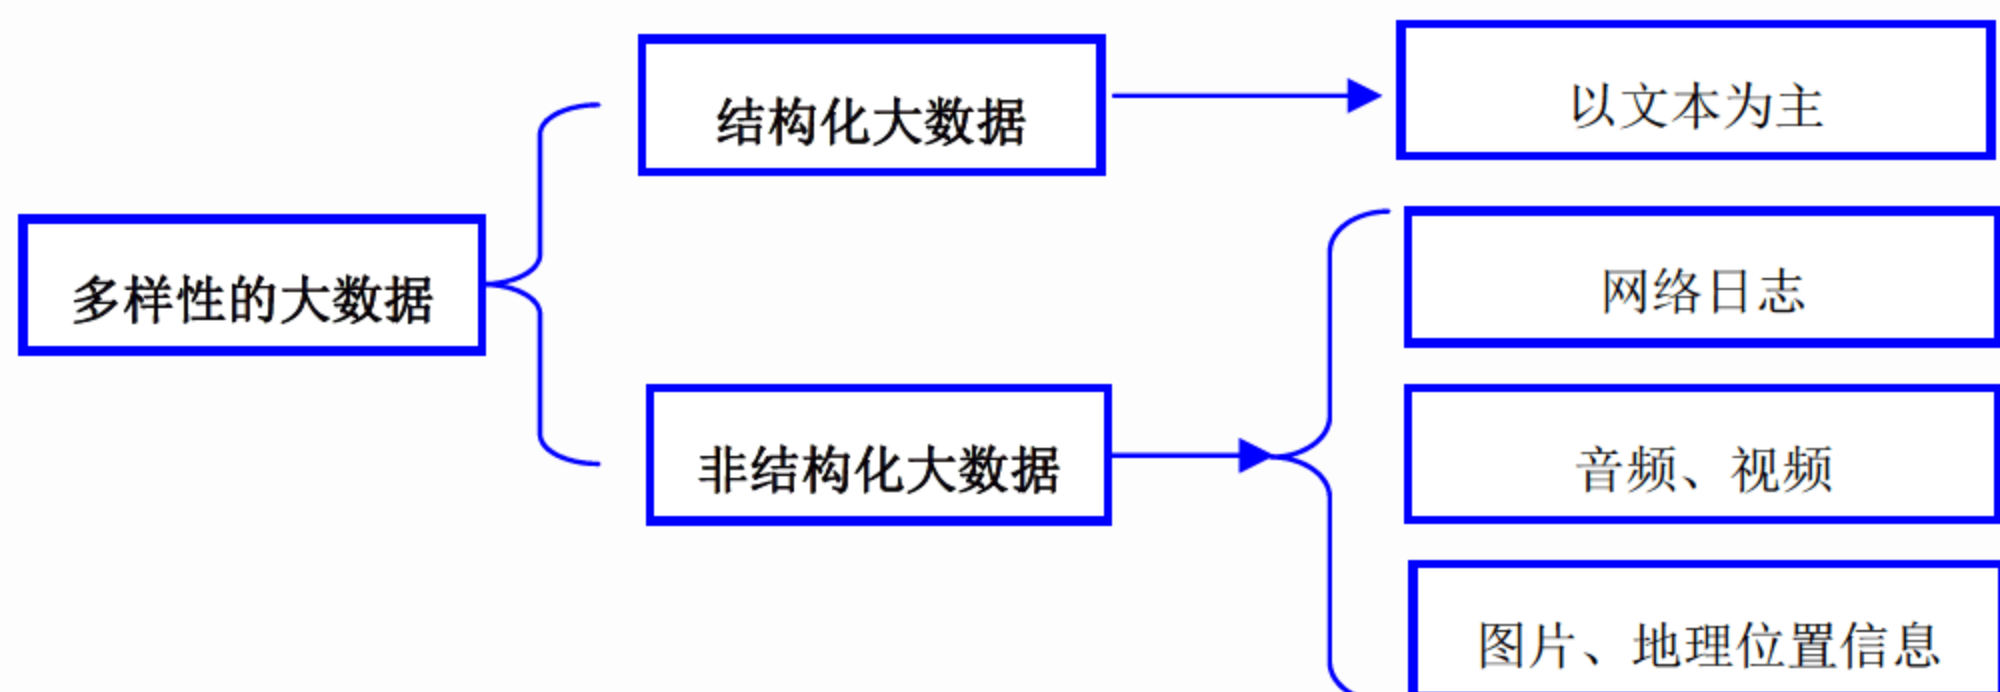 多样性的大数据
结构化大数据
以文本为主
非结构化大数据
网络日志
音频、视频
图片、地理位置信息